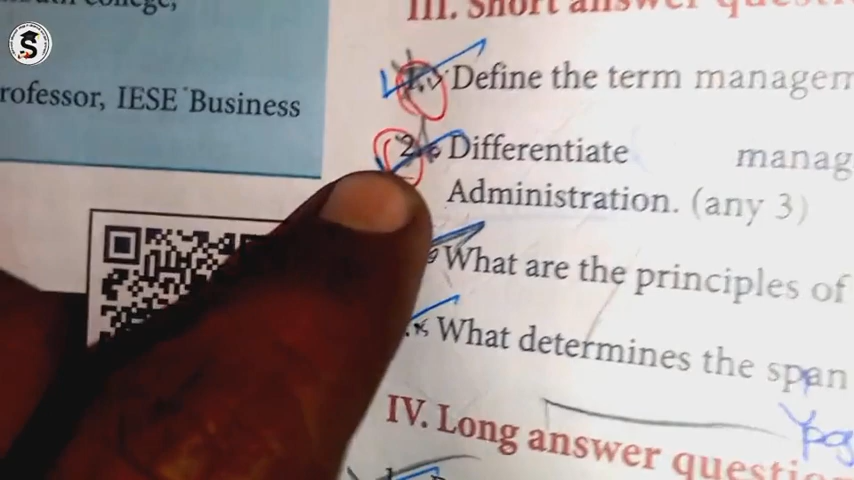 college,
rofessor, IESE Business
S
III. Short answer questi
1. Define the term managem
2. Differentiate manag
Administration. (any 3)
What are the principles of
What determines the span
IV. Long answer questio
1.